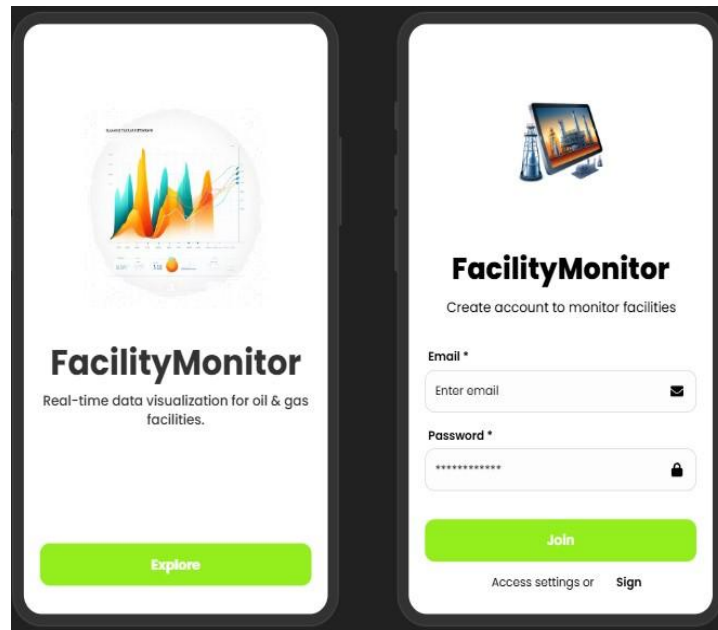 FacilityMonitor
Real-time data visualization for oil & gas
facilities.
Explore
FacilityMonitor
Create account to monitor facilities
Email *
Enter email
Password *
************
Join
Access settings or Sign